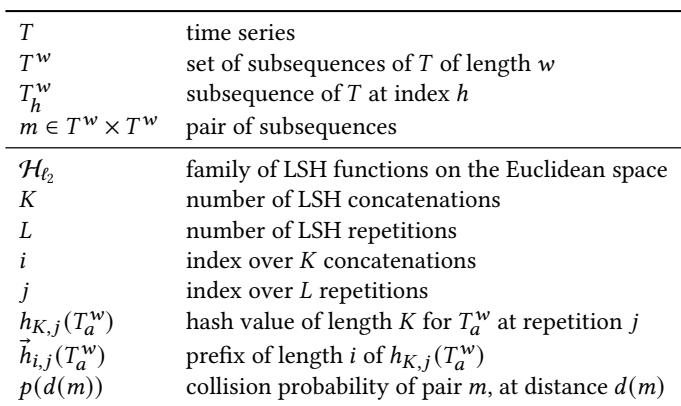 T time series
T^w set of subsequences of T of length w
T_h^w subsequence of T at index h
m ∈ T^w × T^w pair of subsequences
ℋ_{ℓ_2} family of LSH functions on the Euclidean space
K number of LSH concatenations
L number of LSH repetitions
i index over K concatenations
j index over L repetitions
h_{K,j}(T_a^w) hash value of length K for T_a^w at repetition j
\vec{h}_{i,j}(T_a^w) prefix of length i of h_{K,j}(T_a^w)
p(d(m)) collision probability of pair m, at distance d(m)